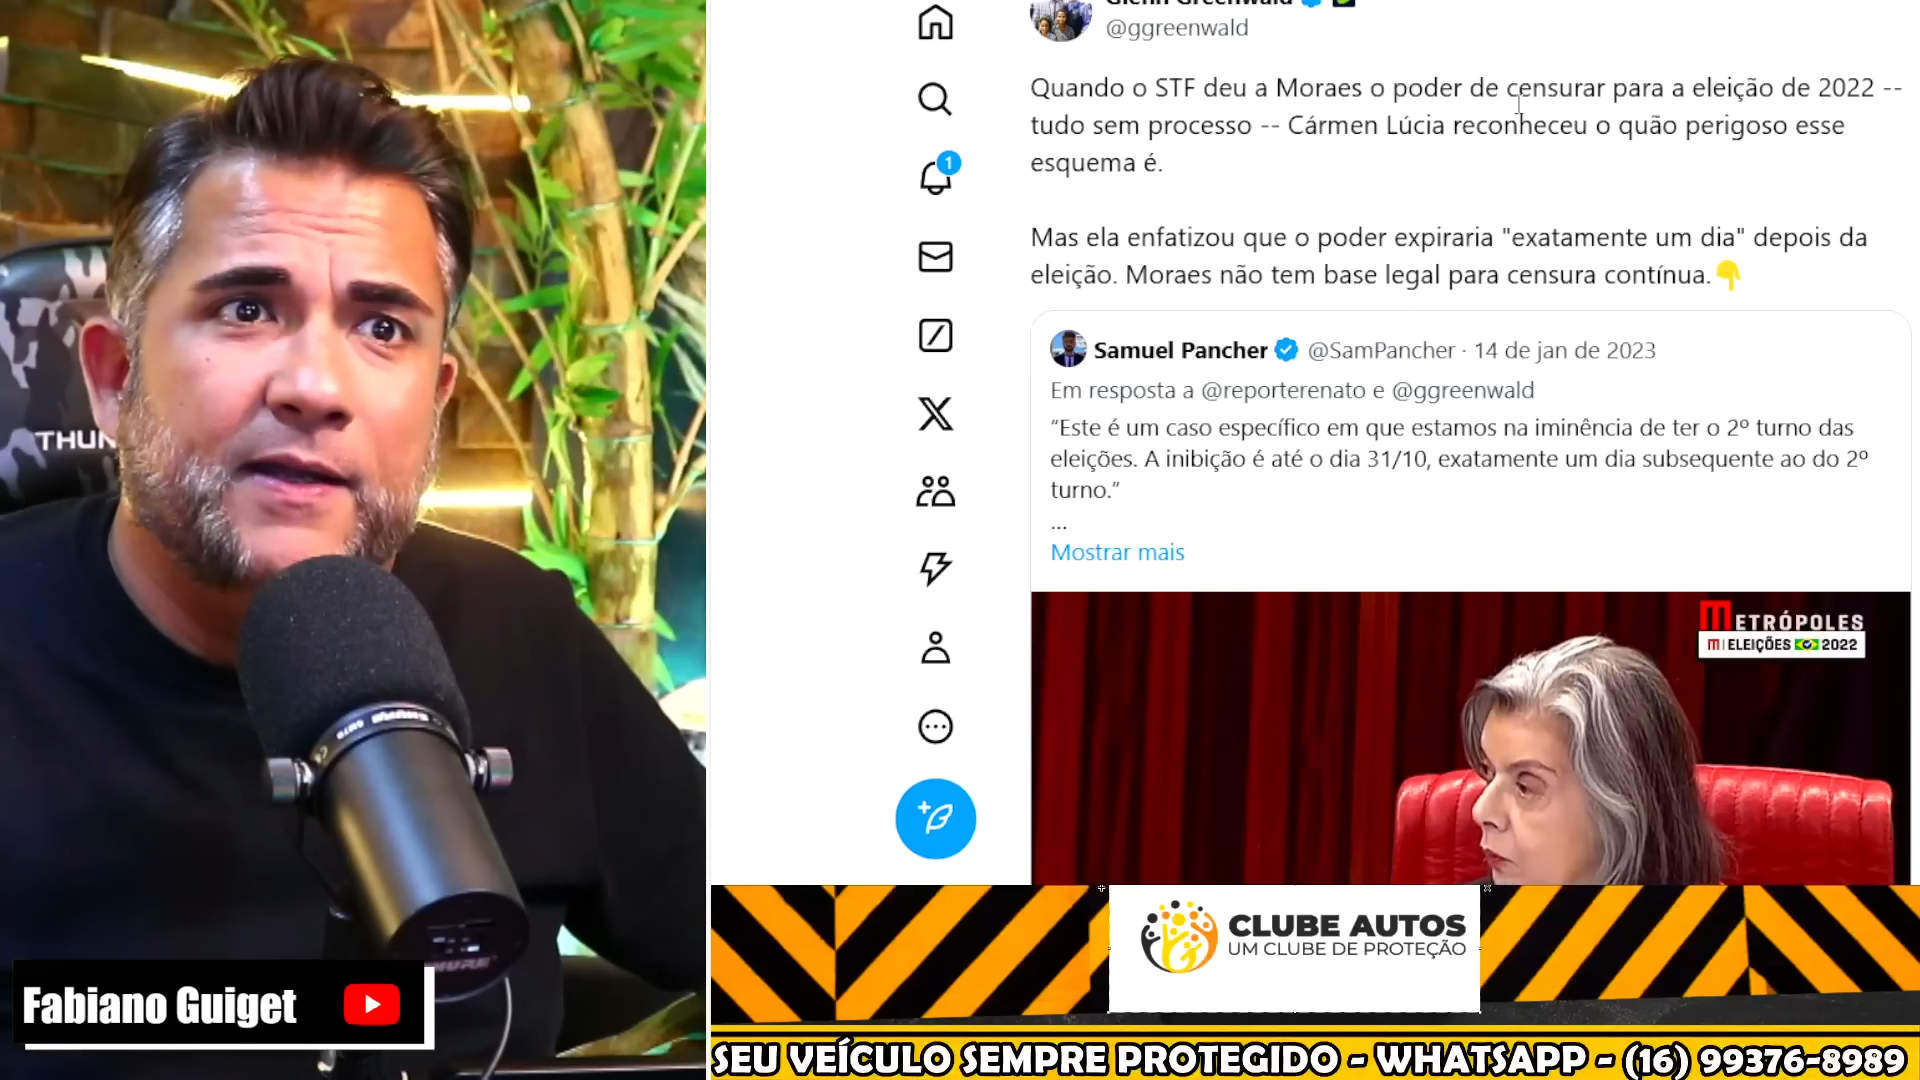 Glenn Greenwald
@ggreenwald
Quando o STF deu a Moraes o poder de censurar para a eleição de 2022 --
tudo sem processo -- Cármen Lúcia reconheceu o quão perigoso esse
esquema é.
Mas ela enfatizou que o poder expiraria "exatamente um dia" depois da
eleição. Moraes não tem base legal para censura contínua.👇
1
Samuel Pancher @SamPancher · 14 de jan de 2023
Em resposta a @reporterenato e @ggreenwald
“Este é um caso específico em que estamos na iminência de ter o 2º turno das
eleições. A inibição é até o dia 31/10, exatamente um dia subsequente ao do 2º
turno.”
...
Mostrar mais
METRÓPOLES
m | ELEIÇÕES 2022
THUN
SHURE
Fabiano Guiget
CLUBE AUTOS
UM CLUBE DE PROTEÇÃO
SEU VEÍCULO SEMPRE PROTEGIDO - WHATSAPP - (16) 99376-8989